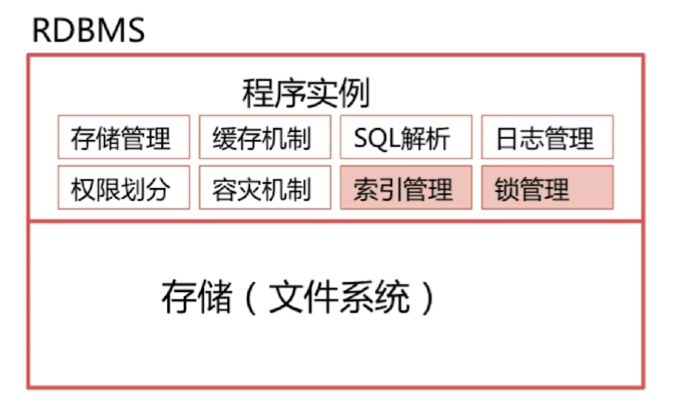 RDBMS
程序实例
存储管理 缓存机制 SQL解析 日志管理
权限划分 容灾机制 索引管理 锁管理
存储（文件系统）